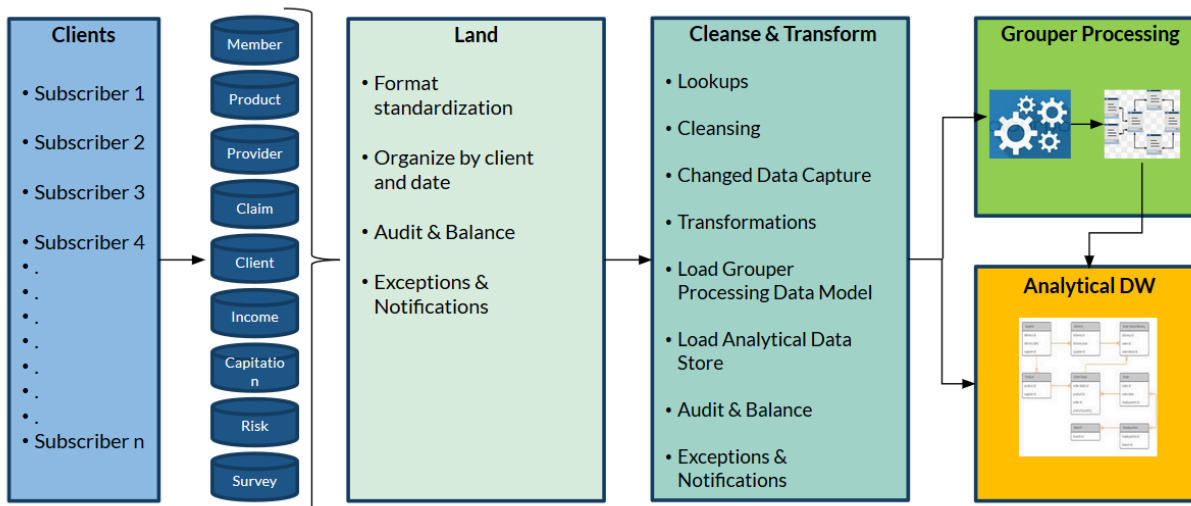 Clients
• Subscriber 1
• Subscriber 2
• Subscriber 3
• Subscriber 4
• .
• .
• .
• .
• .
• .
• .
• Subscriber n
Member
Product
Provider
Claim
Client
Income
Capitatio
n
Risk
Survey
Land
• Format
standardization
• Organize by client
and date
• Audit & Balance
• Exceptions &
Notifications
Cleanse & Transform
• Lookups
• Cleansing
• Changed Data Capture
• Transformations
• Load Grouper
Processing Data Model
• Load Analytical Data
Store
• Audit & Balance
• Exceptions &
Notifications
Grouper Processing
Analytical DW